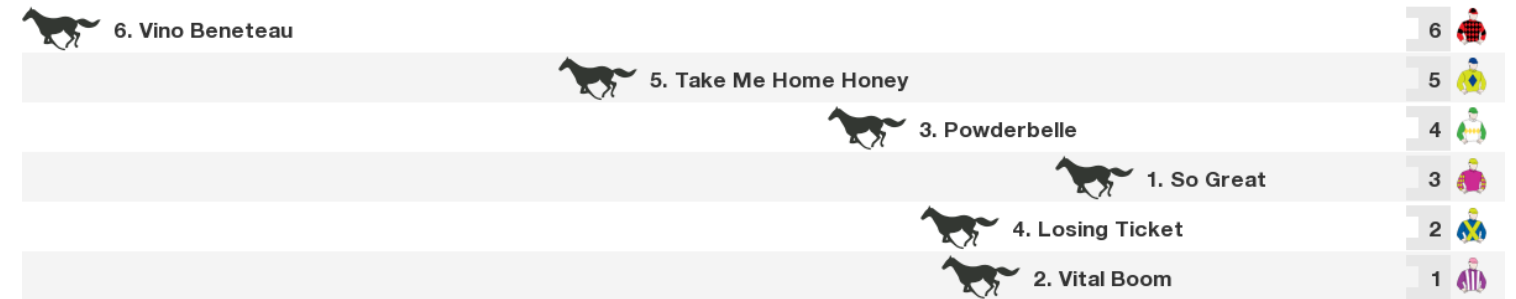 6. Vino Beneteau 6
5. Take Me Home Honey 5
3. Powderbelle 4
1. So Great 3
4. Losing Ticket 2
2. Vital Boom 1